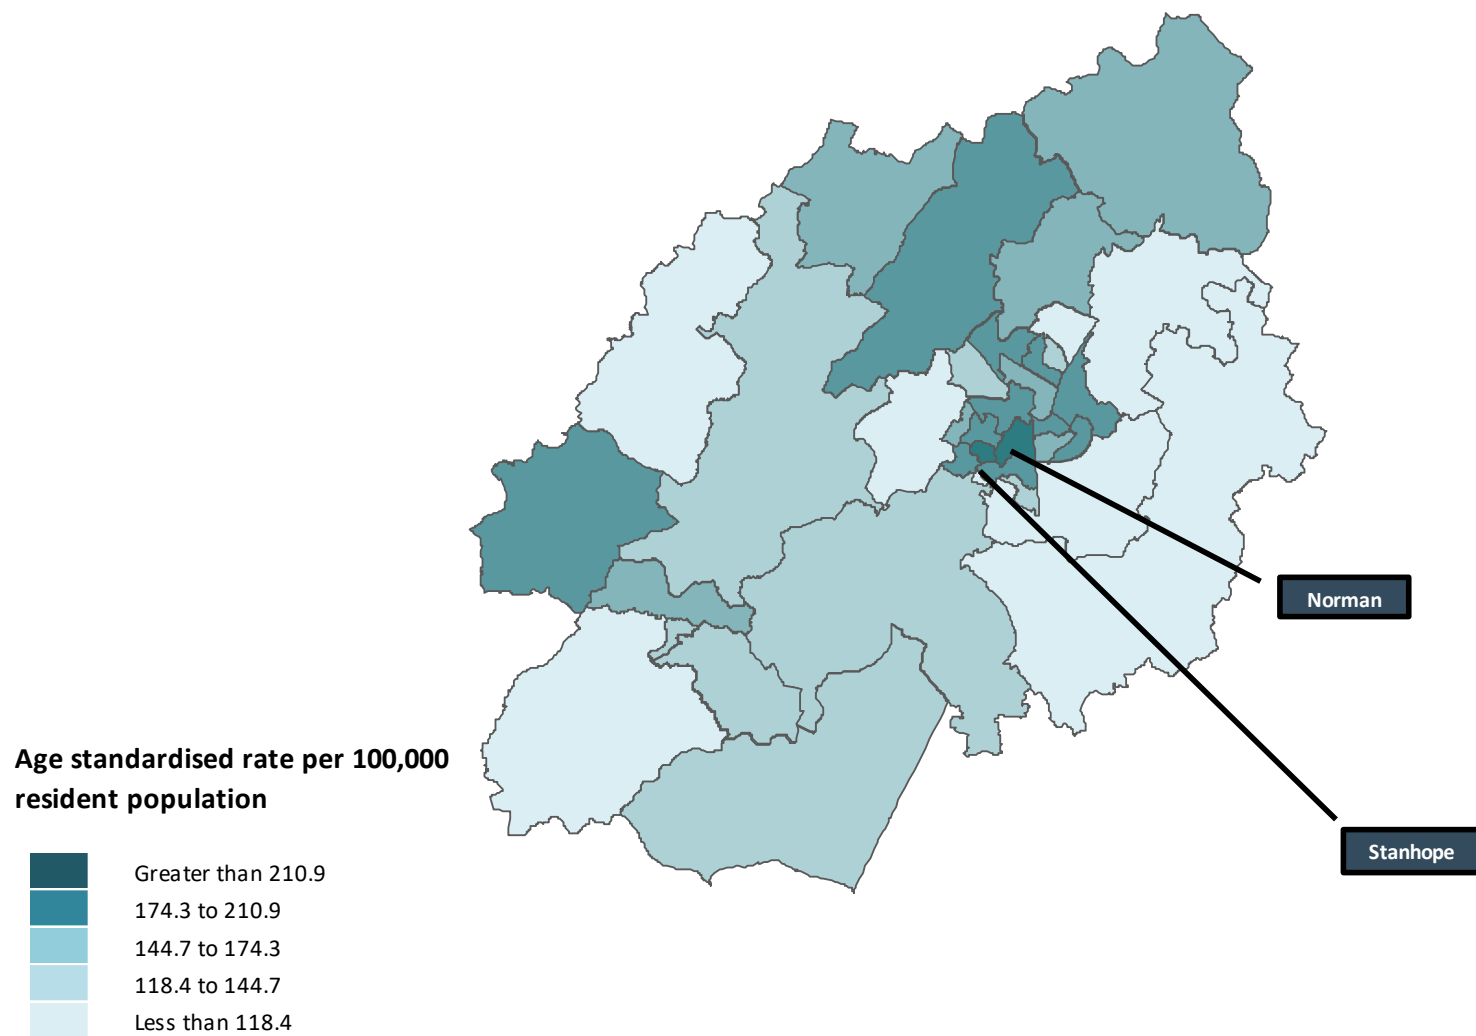 Norman
Age standardised rate per 100,000
resident population
Stanhope
Greater than 210.9
174.3 to 210.9
144.7 to 174.3
118.4 to 144.7
Less than 118.4